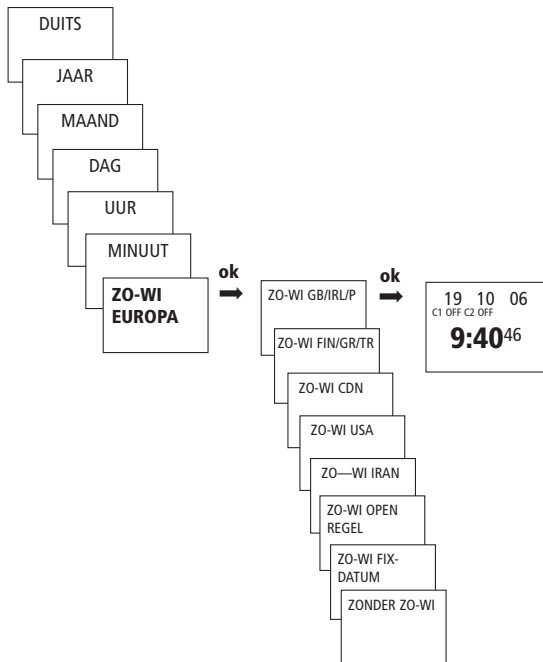 DUITS
JAAR
MAAND
DAG
UUR
MINUUT
ZO-WI
EUROPA
ok
ZO-WI GB/IRL/P
ZO-WI FIN/GR/TR
ZO-WI CDN
ZO-WI USA
ZO—WI IRAN
ZO-WI OPEN
REGEL
ZO-WI FIX-
DATUM
ZONDER ZO-WI
ok
19 10 06
C1 OFF C2 OFF
9:40 46